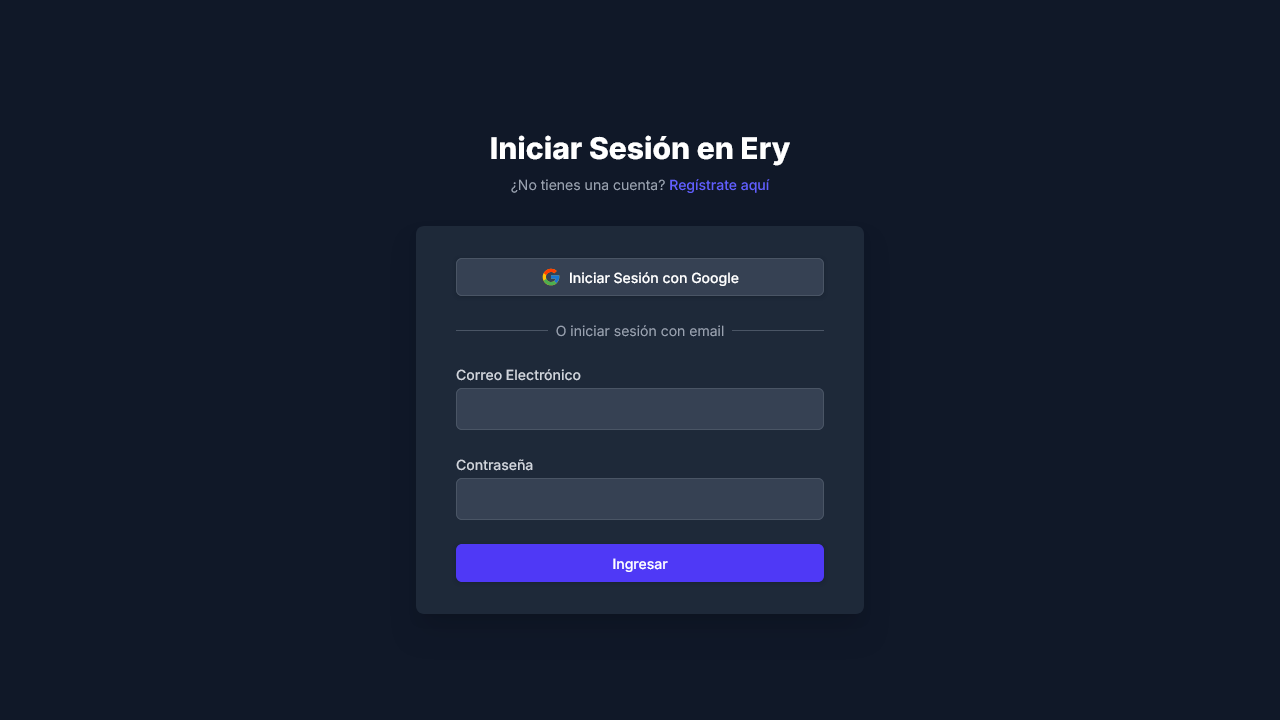 Iniciar Sesión en Ery
¿No tienes una cuenta? Regístrate aquí
Iniciar Sesión con Google
O iniciar sesión con email
Correo Electrónico
Contraseña
Ingresar